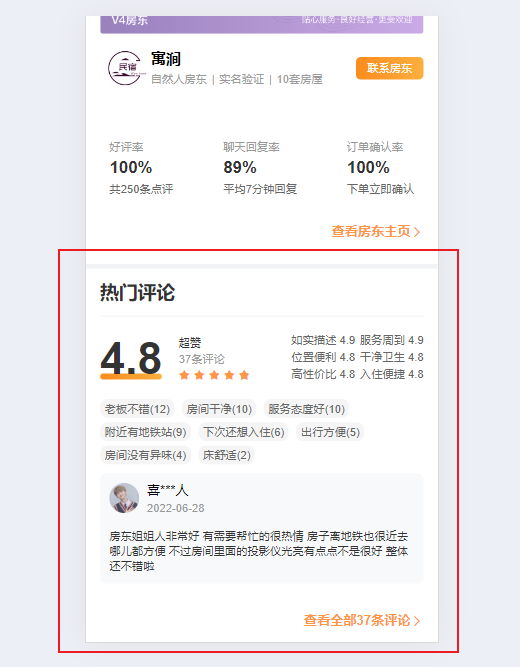 V4房东
贴心服务·良好经营·更受欢迎
民宿
寓涧
自然人房东 | 实名验证 | 10套房屋
联系房东
好评率 聊天回复率 订单确认率
100% 89% 100%
共250条点评 平均7分钟回复 下单立即确认
查看房东主页 >
热门评论
4.8
超赞
37条评论
如实描述 4.9 服务周到 4.9
位置便利 4.8 干净卫生 4.8
高性价比 4.8 入住便捷 4.8
老板不错(12) 房间干净(10) 服务态度好(10)
附近有地铁站(9) 下次还想入住(6) 出行方便(5)
房间没有异味(4) 床舒适(2)
喜***人
2022-06-28
房东姐姐人非常好 有需要帮忙的很热情 房子离地铁也很近去
哪儿都方便 不过房间里面的投影仪光亮有点点不是很好 整体
还不错啦
查看全部37条评论 >